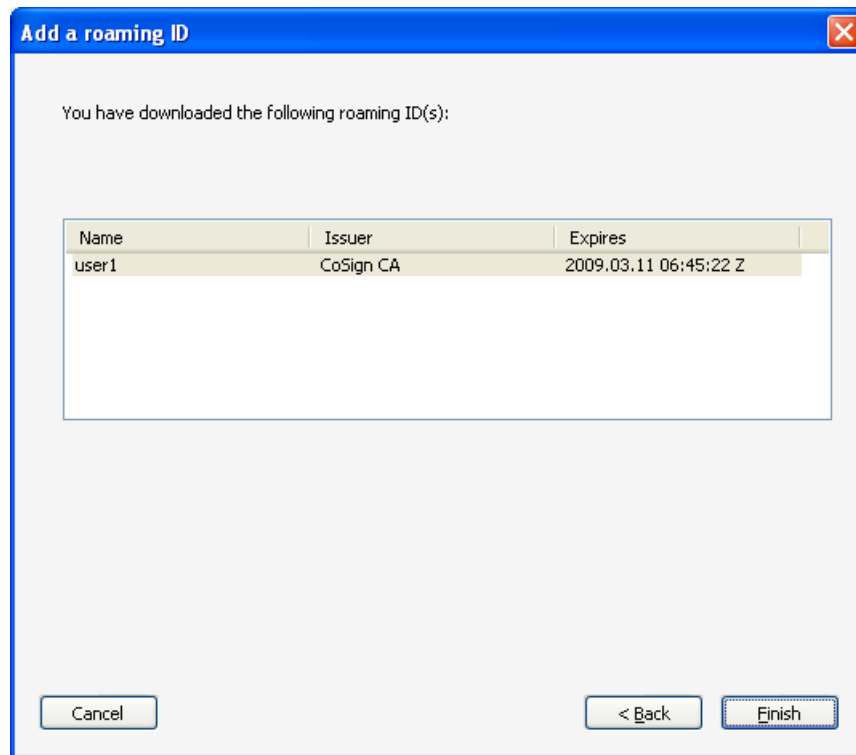 Add a roaming ID
You have downloaded the following roaming ID(s):
Name Issuer Expires
user1 CoSign CA 2009.03.11 06:45:22 Z
Cancel < Back Finish